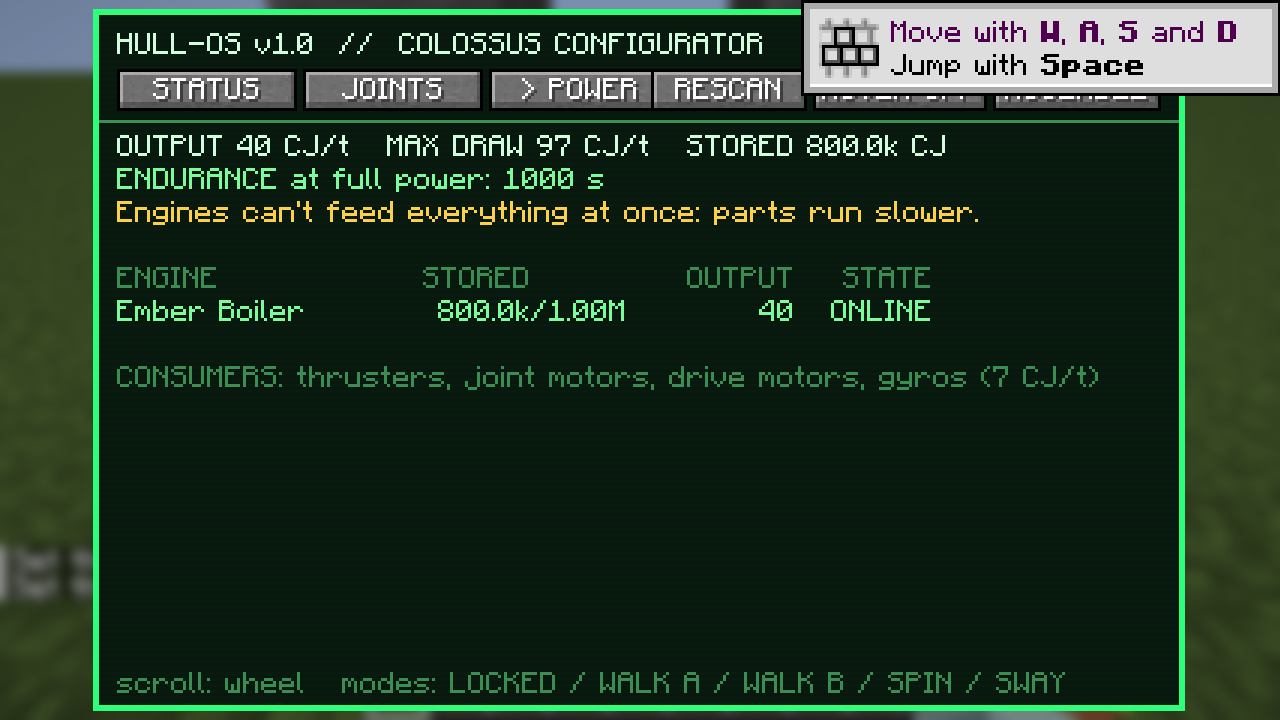 HULL-OS v1.0 // COLOSSUS CONFIGURATOR
Move with W, A, S and D
Jump with Space
STATUS JOINTS > POWER RESCAN
OUTPUT 40 CJ/t MAX DRAW 97 CJ/t STORED 800.0k CJ
ENDURANCE at full power: 1000 s
Engines can't feed everything at once: parts run slower.
ENGINE STORED OUTPUT STATE
Ember Boiler 800.0k/1.00M 40 ONLINE
CONSUMERS: thrusters, joint motors, drive motors, gyros (7 CJ/t)
scroll: wheel modes: LOCKED / WALK A / WALK B / SPIN / SWAY